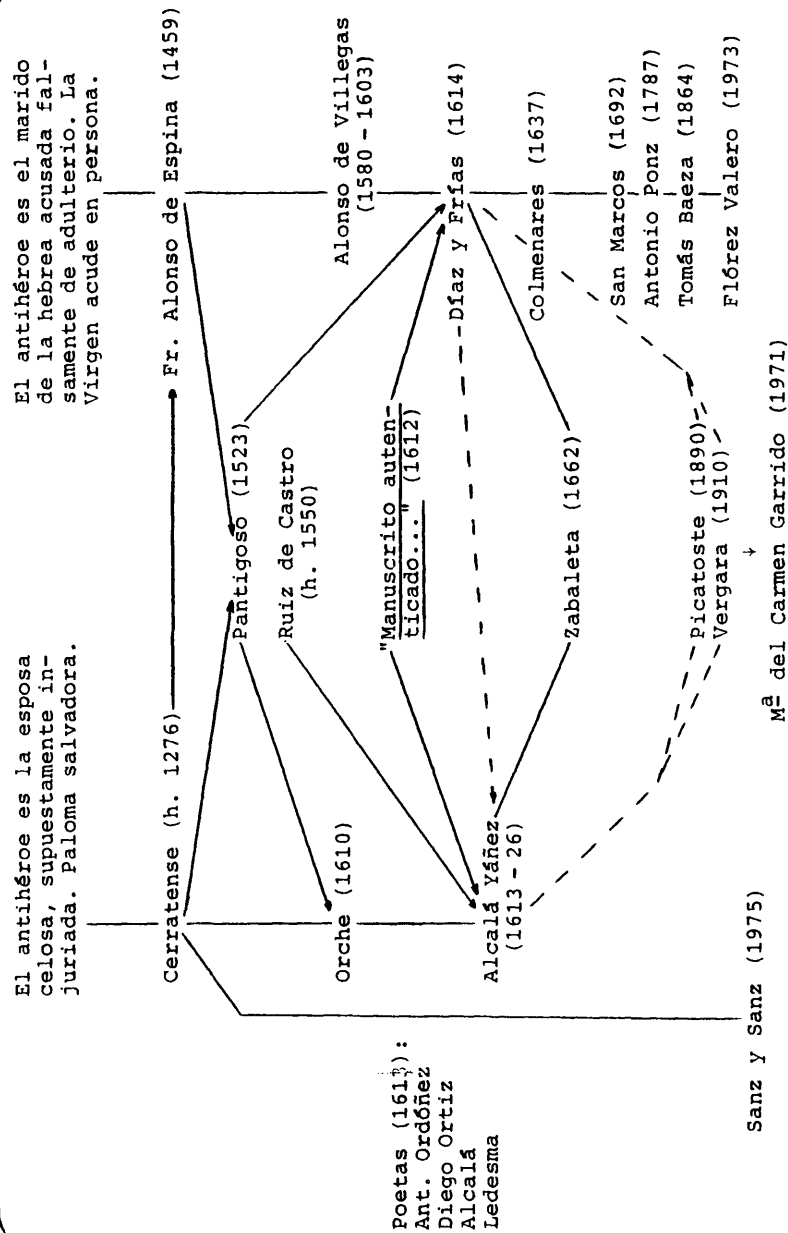 El antihéroe es la esposa
celosa, supuestamente in-
juriada. Paloma salvadora.
El antihéroe es el marido
de la hebrea acusada fal-
samente de adulterio. La
Virgen acude en persona.
Cerratense (h. 1276)
Fr. Alonso de Espina (1459)
Pantigoso (1523)
Ruiz de Castro
(h. 1550)
Orche (1610)
Alonso de Villegas
(1580 - 1603)
"Manuscrito auten-
ticado..." (1612)
Poetas (1613):
Ant. Ordóñez
Diego Ortiz
Alcalá
Ledesma
Alcalá Yáñez
(1613 - 26)
Díaz y Frías (1614)
Colmenares (1637)
Zabaleta (1662)
San Marcos (1692)
Antonio Ponz (1787)
Tomás Baeza (1864)
Picatoste (1890)
Vergara (1910)
Flórez Valero (1973)
Sanz y Sanz (1975)
Mª del Carmen Garrido (1971)